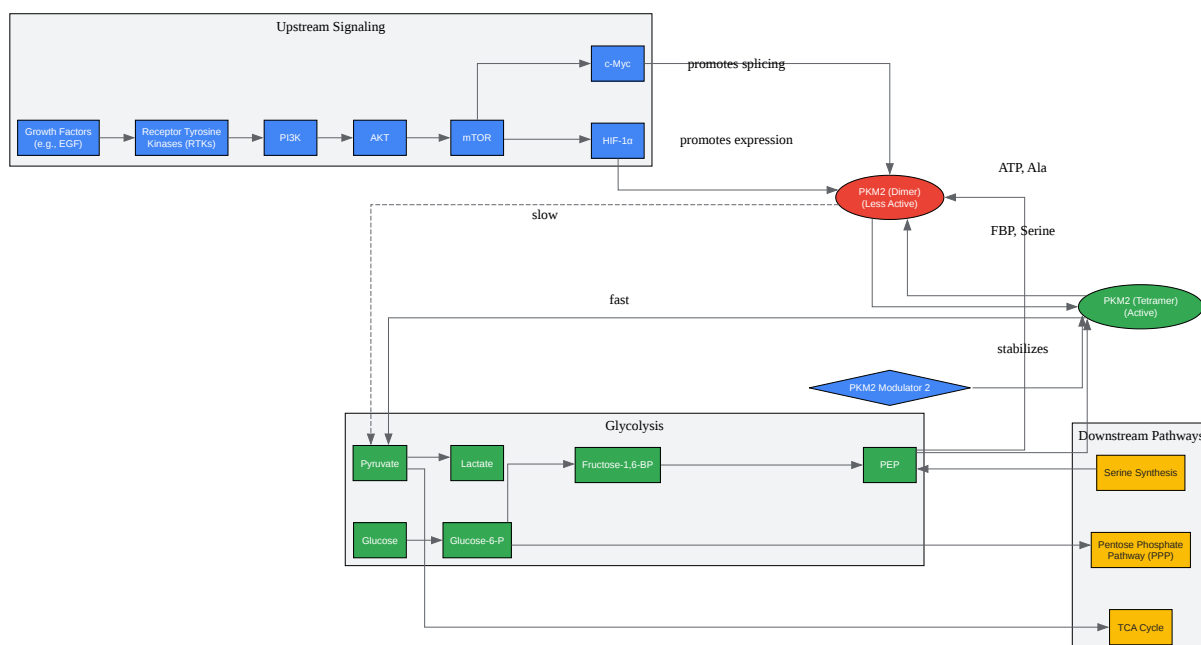 Upstream Signaling
c-Myc
promotes splicing
Growth Factors
(e.g., EGF)
Receptor Tyrosine
Kinases (RTKs)
PI3K
AKT
mTOR
HIF-1α
promotes expression
ATP, Ala
PKM2 (Dimer)
(Less Active)
slow
FBP, Serine
fast
PKM2 (Tetramer)
(Active)
stabilizes
PKM2 Modulator 2
Glycolysis
Downstream Pathways
Pyruvate
Lactate
Fructose-1,6-BP
PEP
Serine Synthesis
Glucose
Glucose-6-P
Pentose Phosphate
Pathway (PPP)
TCA Cycle